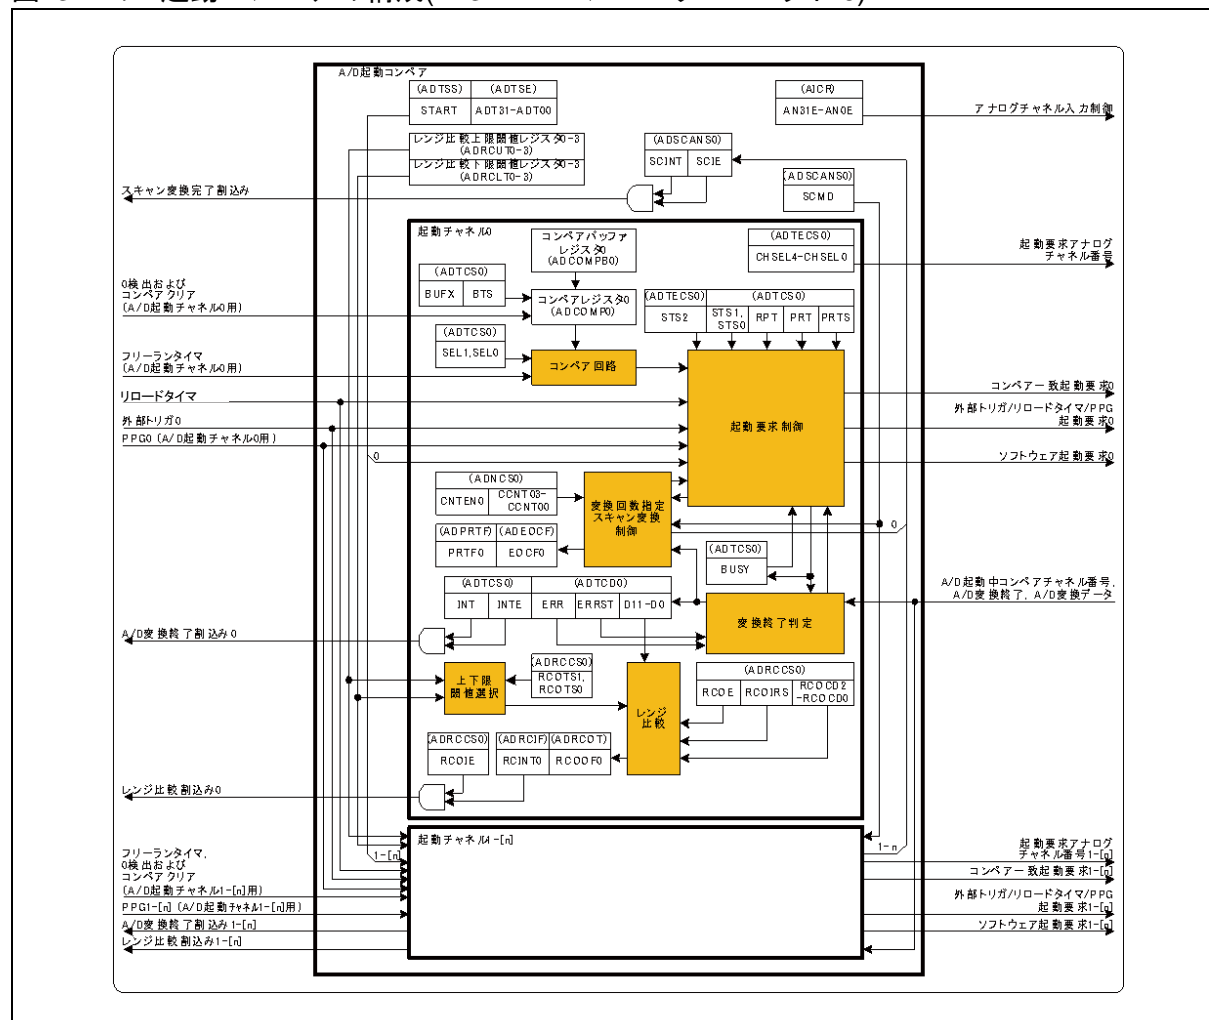 A/D起動コンペア
(ADTSS) (ADTSE)
START ADT31-ADT00
(AICR)
AN31E-AN0E
アナログチャネル入力制御
レンジ比較上限閾値レジスタ0-3
(ADRCUT0-3)
レンジ比較下限閾値レジスタ0-3
(ADRCLT0-3)
(ADSCANS0)
SCINT SCIE
(ADSCANS0)
SCMD
スキャン変換完了割込み
起動チャネル0
コンペアバッファ
レジスタ0
(ADCOMPB0)
(ADTECS0)
CHSEL4-CHSEL0
起動要求アナログ
チャネル番号
(ADTCS0)
BUFX BTS
コンペアレジスタ0
(ADCOMP0)
0検出および
コンペアクリア
(A/D起動チャネル0用)
(ADTECS0) (ADTCS0)
STS2 STS1, STS0 RPT PRT PRTS
(ADTCS0)
SEL1,SEL0
コンペア回路
フリーランタイマ
(A/D起動チャネル0用)
リロードタイマ
外部トリガ0
PPG0 (A/D起動チャネル0用)
起動要求制御
コンペア一致起動要求0
外部トリガ/リロードタイマ/PPG
起動要求0
ソフトウェア起動要求0
0
(ADNCS0)
CNTEN0 CCNT03-
CCNT00
変換回数指定
スキャン変換
制御
0
(ADPRTF) (ADEOCF)
PRTF0 EOCF0
(ADTCS0)
BUSY
(ADTCS0) (ADTCD0)
INT INTE ERR ERRST D11-D0
変換終了判定
A/D起動中コンペアチャネル番号,
A/D変換終了, A/D変換データ
A/D変換終了割込み0
上下限
閾値選択
(ADRCCS0)
RCOTS1,
RCOTS0
レンジ
比較
(ADRCCS0)
RCOE RCOIRS RCOCD2
-RCOCD0
(ADRCCS0)
RCOIE
(ADRCIF) (ADRCOT)
RCINT0 RCOOF0
レンジ比較割込み0
起動チャネル1-[n]
1-[n]
1-n
フリーランタイマ,
0検出および
コンペアクリア
(A/D起動チャネル1-[n]用)
PPG1-[n] (A/D起動チャネル1-[n]用)
A/D変換終了割込み1-[n]
レンジ比較割込み1-[n]
起動要求アナログ
チャネル番号1-[n]
コンペア一致起動要求1-[n]
外部トリガ/リロードタイマ/PPG
起動要求1-[n]
ソフトウェア起動要求1-[n]